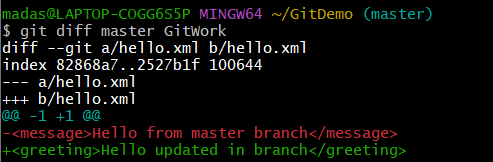 madas@LAPTOP-COGG6S5P MINGW64 ~/GitDemo (master)
$ git diff master GitWork
diff --git a/hello.xml b/hello.xml
index 82868a7..2527b1f 100644
--- a/hello.xml
+++ b/hello.xml
@@ -1 +1 @@
-<message>Hello from master branch</message>
+<greeting>Hello updated in branch</greeting>